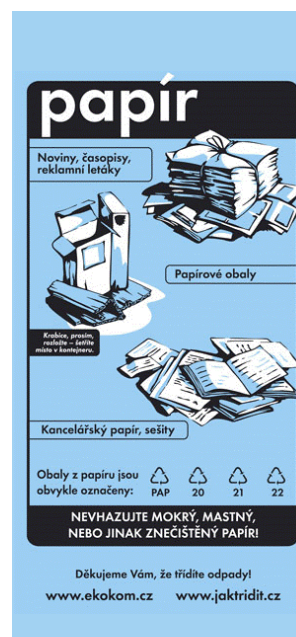 papír
Noviny, časopisy,
reklamní letáky
Papírové obaly
Krabice, prosím,
rozložte – šetříte
místo v kontejneru.
Kancelářský papír, sešity
Obaly z papíru jsou
obvykle označeny:
PAP 20 21 22
NEVHAZUJTE MOKRÝ, MASTNÝ,
NEBO JINAK ZNEČIŠTĚNÝ PAPÍR!
Děkujeme Vám, že třídíte odpady!
www.ekokom.cz www.jaktridit.cz